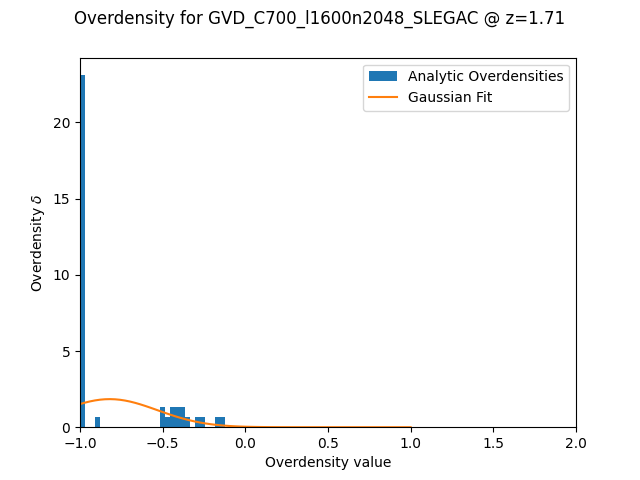 Overdensity for GVD_C700_l1600n2048_SLEGAC @ z=1.71
Analytic Overdensities
Gaussian Fit
Overdensity δ
20
15
10
5
0
−1.0 −0.5 0.0 0.5 1.0 1.5 2.0
Overdensity value